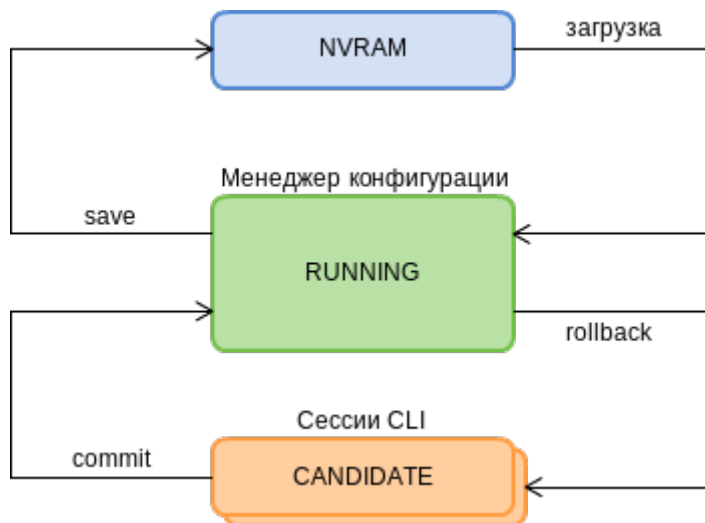 загрузка
NVRAM
Менеджер конфигурации
save
RUNNING
rollback
Сессии CLI
commit
CANDIDATE